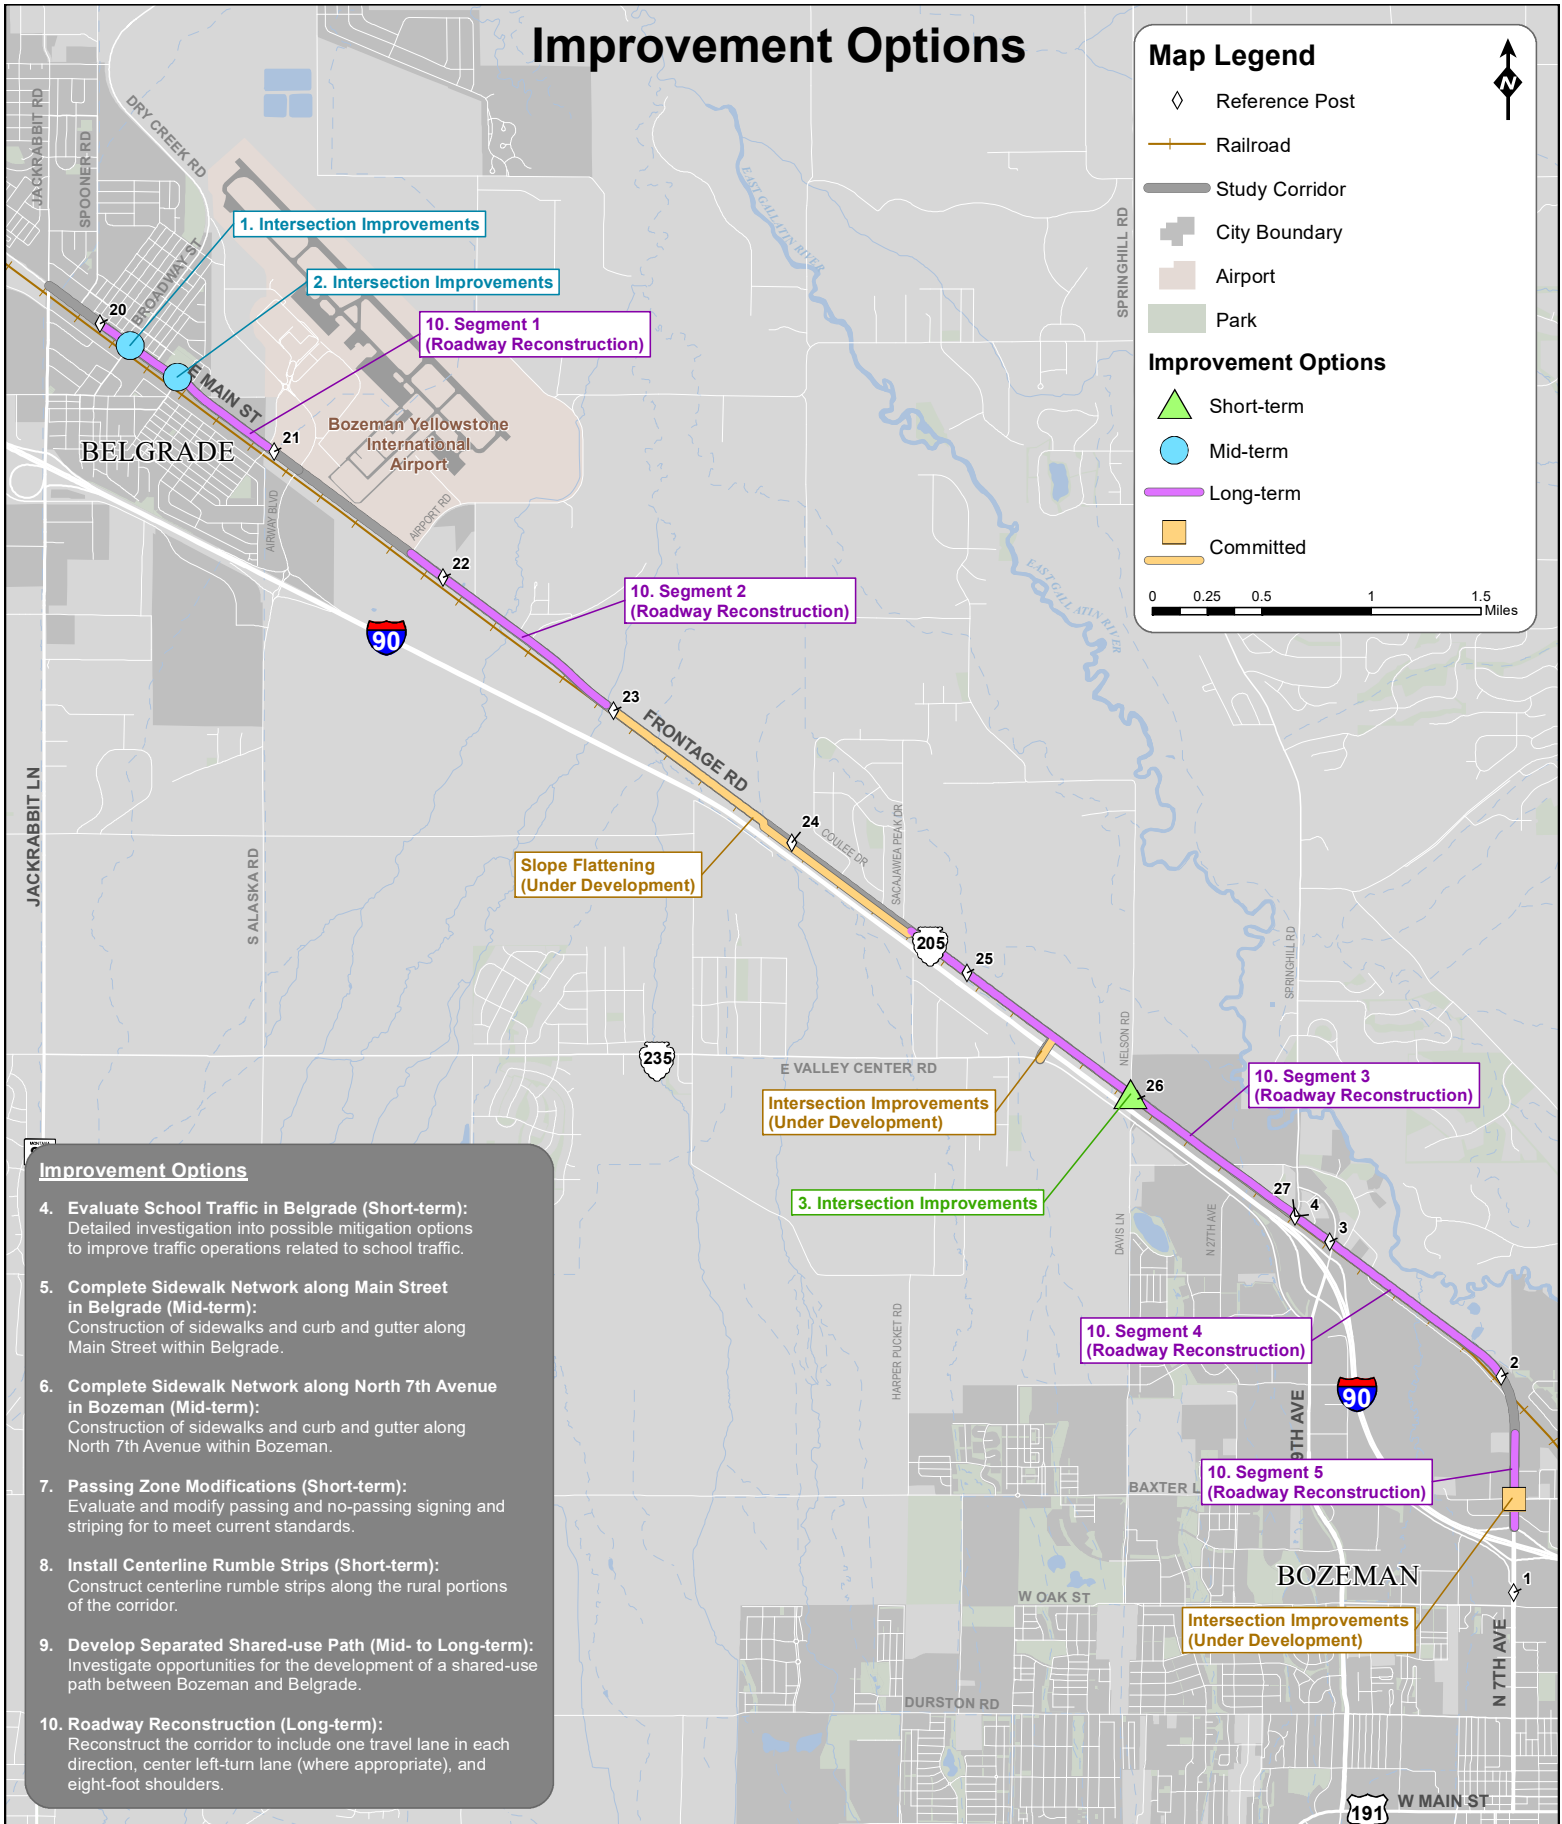 Improvement Options
Map Legend
N
Reference Post
Railroad
Study Corridor
City Boundary
Airport
Park
Improvement Options
Short-term
Mid-term
Long-term
Committed
0 0.25 0.5 1 1.5
Miles
JACKRABBIT RD
SPOONER RD
DRY CREEK RD
BROADWAY ST
1. Intersection Improvements
2. Intersection Improvements
10. Segment 1
(Roadway Reconstruction)
EAST GALLATIN RIVER
SPRINGHILL RD
20
E MAIN ST
21
BELGRADE
Bozeman Yellowstone
International
Airport
AIRWAY BLVD
AIRPORT RD
22
EAST GALLATIN RIVER
10. Segment 2
(Roadway Reconstruction)
90
23
FRONTAGE RD
JACKRABBIT LN
S ALASKA RD
24
COULEE DR
SACAJAWEA PEAK DR
Slope Flattening
(Under Development)
205
25
SPRINGHILL RD
NELSON RD
235
E VALLEY CENTER RD
26
10. Segment 3
(Roadway Reconstruction)
Intersection Improvements
(Under Development)
3. Intersection Improvements
27
4
3
DAVIS LN
N 27TH AVE
HARPER PUCKET RD
10. Segment 4
(Roadway Reconstruction)
2
90
9TH AVE
10. Segment 5
(Roadway Reconstruction)
BAXTER L
BOZEMAN
1
W OAK ST
Intersection Improvements
(Under Development)
N 7TH AVE
DURSTON RD
W MAIN ST
191
MONTANA
Improvement Options
4. Evaluate School Traffic in Belgrade (Short-term):
Detailed investigation into possible mitigation options
to improve traffic operations related to school traffic.
5. Complete Sidewalk Network along Main Street
in Belgrade (Mid-term):
Construction of sidewalks and curb and gutter along
Main Street within Belgrade.
6. Complete Sidewalk Network along North 7th Avenue
in Bozeman (Mid-term):
Construction of sidewalks and curb and gutter along
North 7th Avenue within Bozeman.
7. Passing Zone Modifications (Short-term):
Evaluate and modify passing and no-passing signing and
striping for to meet current standards.
8. Install Centerline Rumble Strips (Short-term):
Construct centerline rumble strips along the rural portions
of the corridor.
9. Develop Separated Shared-use Path (Mid- to Long-term):
Investigate opportunities for the development of a shared-use
path between Bozeman and Belgrade.
10. Roadway Reconstruction (Long-term):
Reconstruct the corridor to include one travel lane in each
direction, center left-turn lane (where appropriate), and
eight-foot shoulders.